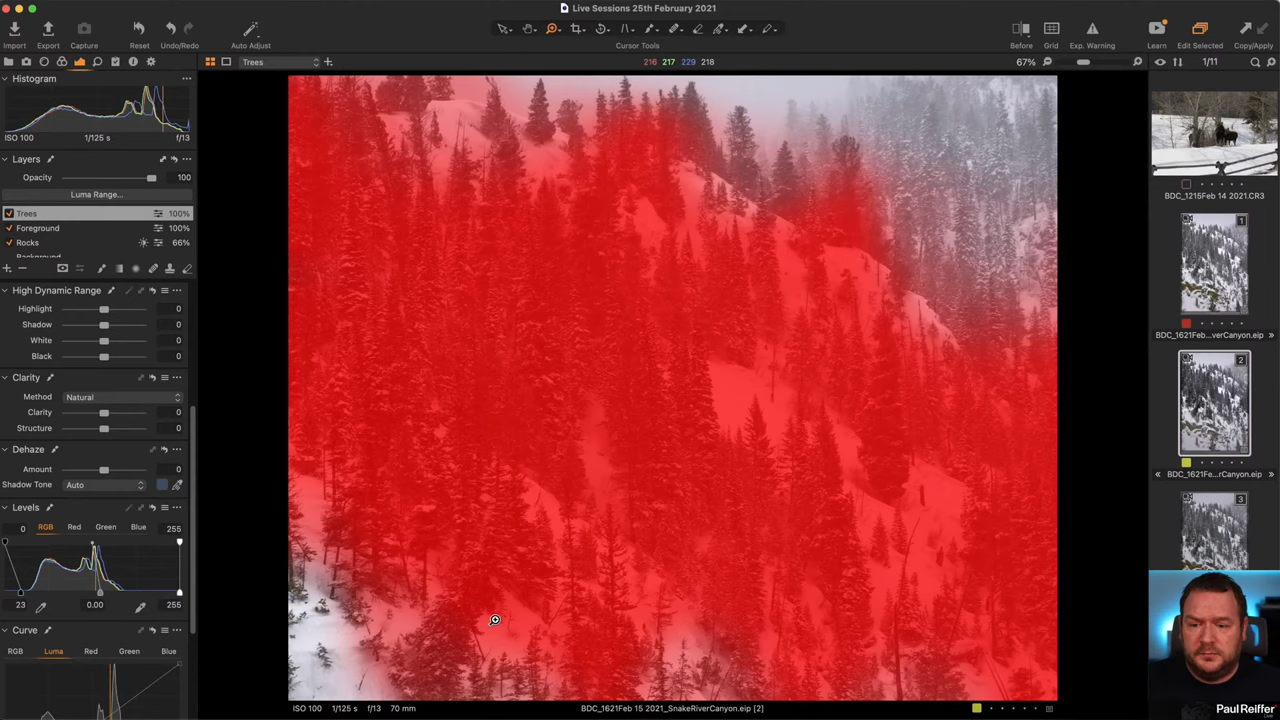 Live Sessions 25th February 2021
Import Export Capture Reset Undo/Redo Auto Adjust Cursor Tools Before Grid Exp. Warning Learn Edit Selected Copy/Apply
Trees 216 217 229 218 67% 1/11
Histogram
ISO 100 1/125 s f/13
Layers
Opacity 100
Luma Range...
Trees 100%
Foreground 100%
Rocks 66%
Background
High Dynamic Range
Highlight 0
Shadow 0
White 0
Black 0
Clarity
Method Natural
Clarity 0
Structure 0
Dehaze
Amount 0
Shadow Tone Auto
Levels
0 RGB Red Green Blue 255
23 0.00 255
Curve
RGB Luma Red Green Blue
BDC_1215Feb 14 2021.CR3
1
BDC_1621Feb...verCanyon.eip
2
BDC_1621Fe...rCanyon.eip
3
ISO 100 1/125 s f/13 70 mm BDC_1621Feb 15 2021_SnakeRiverCanyon.eip [2]
Paul Reiffer